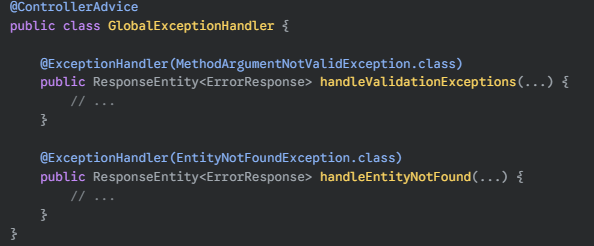 @ControllerAdvice
public class GlobalExceptionHandler {
@ExceptionHandler(MethodArgumentNotValidException.class)
public ResponseEntity<ErrorResponse> handleValidationExceptions(...) {
// ...
}
@ExceptionHandler(EntityNotFoundException.class)
public ResponseEntity<ErrorResponse> handleEntityNotFound(...) {
// ...
}
}